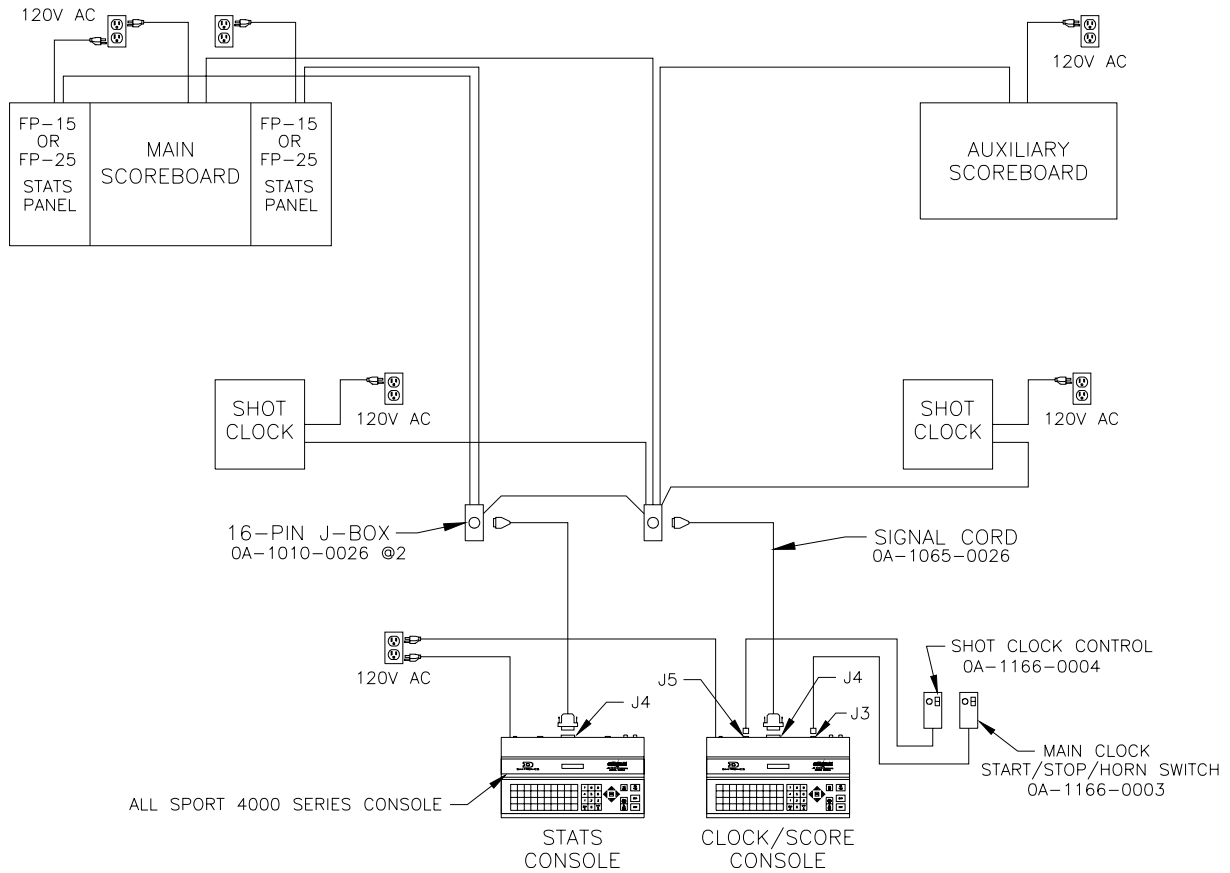 120V AC
120V AC
FP-15
OR
FP-25
STATS
PANEL
MAIN
SCOREBOARD
FP-15
OR
FP-25
STATS
PANEL
AUXILIARY
SCOREBOARD
SHOT
CLOCK
120V AC
SHOT
CLOCK
120V AC
16-PIN J-BOX
0A-1010-0026 @2
SIGNAL CORD
0A-1065-0026
120V AC
J4
J5
J4
J3
SHOT CLOCK CONTROL
0A-1166-0004
MAIN CLOCK
START/STOP/HORN SWITCH
0A-1166-0003
ALL SPORT 4000 SERIES CONSOLE
STATS
CONSOLE
CLOCK/SCORE
CONSOLE